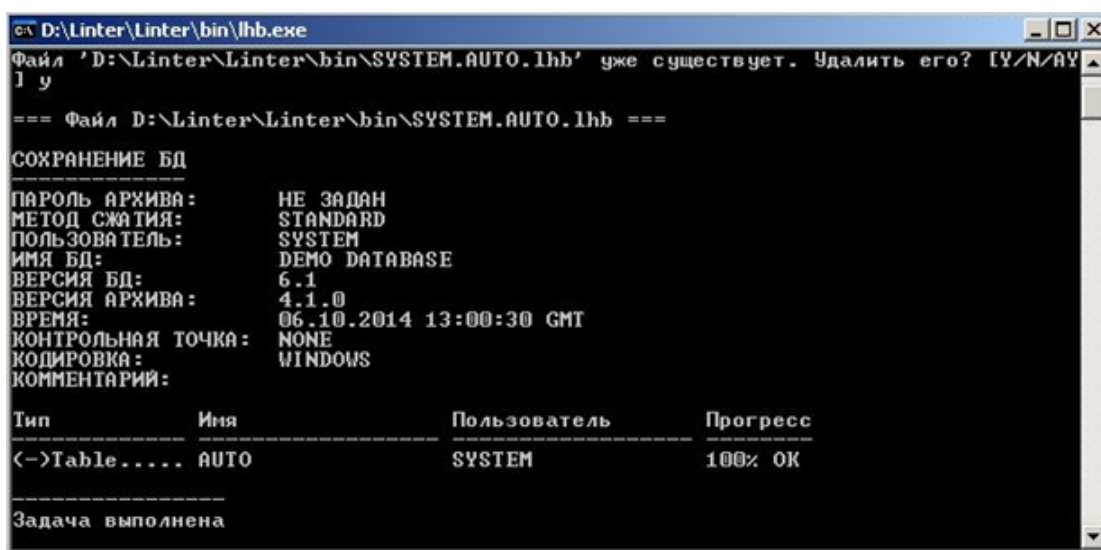 D:\Linter\Linter\bin\lhb.exe
Файл 'D:\Linter\Linter\bin\SYSTEM.AUTO.lhb' уже существует. Удалить его? [Y/N/AY
] y
=== Файл D:\Linter\Linter\bin\SYSTEM.AUTO.lhb ===
СОХРАНЕНИЕ БД
-------------
ПАРОЛЬ АРХИВА: НЕ ЗАДАН
МЕТОД СЖАТИЯ: STANDARD
ПОЛЬЗОВАТЕЛЬ: SYSTEM
ИМЯ БД: DEMO DATABASE
ВЕРСИЯ БД: 6.1
ВЕРСИЯ АРХИВА: 4.1.0
ВРЕМЯ: 06.10.2014 13:00:30 GMT
КОНТРОЛЬНАЯ ТОЧКА: NONE
КОДИРОВКА: WINDOWS
КОММЕНТАРИЙ:
Тип Имя Пользователь Прогресс
------------- ------------------ ------------------ --------
(-)Table..... AUTO SYSTEM 100% OK
----------------
Задача выполнена